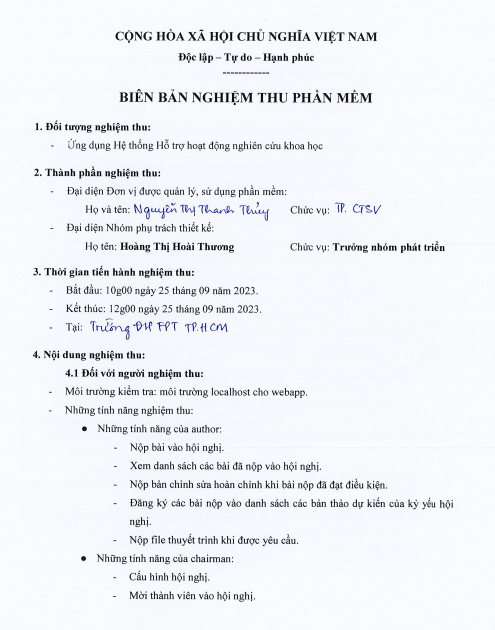 CỘNG HÒA XÃ HỘI CHỦ NGHĨA VIỆT NAM
Độc lập – Tự do – Hạnh phúc
------------
BIÊN BẢN NGHIỆM THU PHẦN MỀM
1. Đối tượng nghiệm thu:
- Ứng dụng Hệ thống Hỗ trợ hoạt động nghiên cứu khoa học
2. Thành phần nghiệm thu:
- Đại diện Đơn vị được quản lý, sử dụng phần mềm:
Họ và tên: Nguyễn Thị Thanh Thủy Chức vụ: TP. CTSV
- Đại diện Nhóm phụ trách thiết kế:
Họ tên: Hoàng Thị Hoài Thương Chức vụ: Trưởng nhóm phát triển
3. Thời gian tiến hành nghiệm thu:
- Bắt đầu: 10g00 ngày 25 tháng 09 năm 2023.
- Kết thúc: 12g00 ngày 25 tháng 09 năm 2023.
- Tại: Trường ĐH FPT TP.HCM
4. Nội dung nghiệm thu:
4.1 Đối với người nghiệm thu:
- Môi trường kiểm tra: môi trường localhost cho webapp.
- Những tính năng nghiệm thu:
● Những tính năng của author:
- Nộp bài vào hội nghị.
- Xem danh sách các bài đã nộp vào hội nghị.
- Nộp bản chỉnh sửa hoàn chỉnh khi bài nộp đã đạt điều kiện.
- Đăng ký các bài nộp vào danh sách các bản thảo dự kiến của kỷ yếu hội
nghị.
- Nộp file thuyết trình khi được yêu cầu.
● Những tính năng của chairman:
- Cấu hình hội nghị.
- Mời thành viên vào hội nghị.